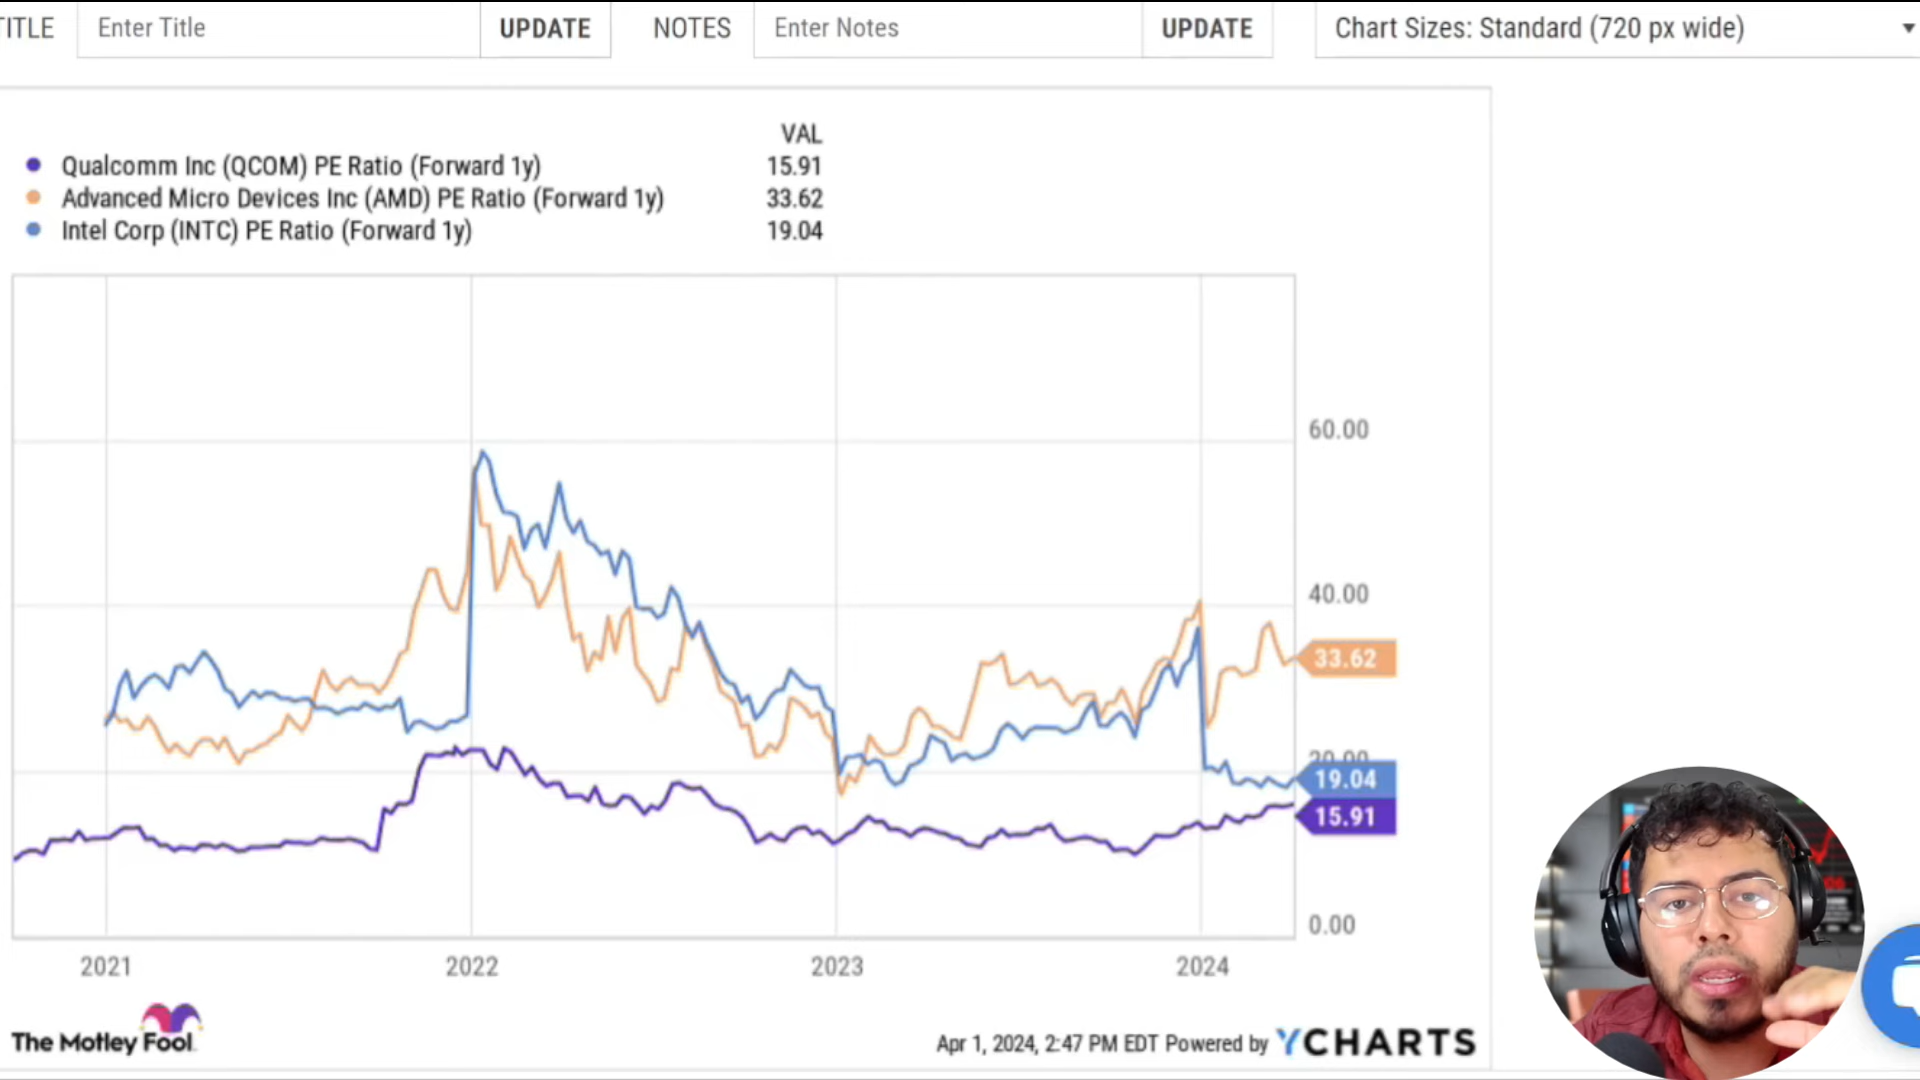 TITLE Enter Title UPDATE NOTES Enter Notes UPDATE Chart Sizes: Standard (720 px wide)
VAL
Qualcomm Inc (QCOM) PE Ratio (Forward 1y) 15.91
Advanced Micro Devices Inc (AMD) PE Ratio (Forward 1y) 33.62
Intel Corp (INTC) PE Ratio (Forward 1y) 19.04
60.00
40.00
33.62
20.00
19.04
15.91
0.00
2021 2022 2023 2024
The Motley Fool
Apr 1, 2024, 2:47 PM EDT Powered by YCHARTS